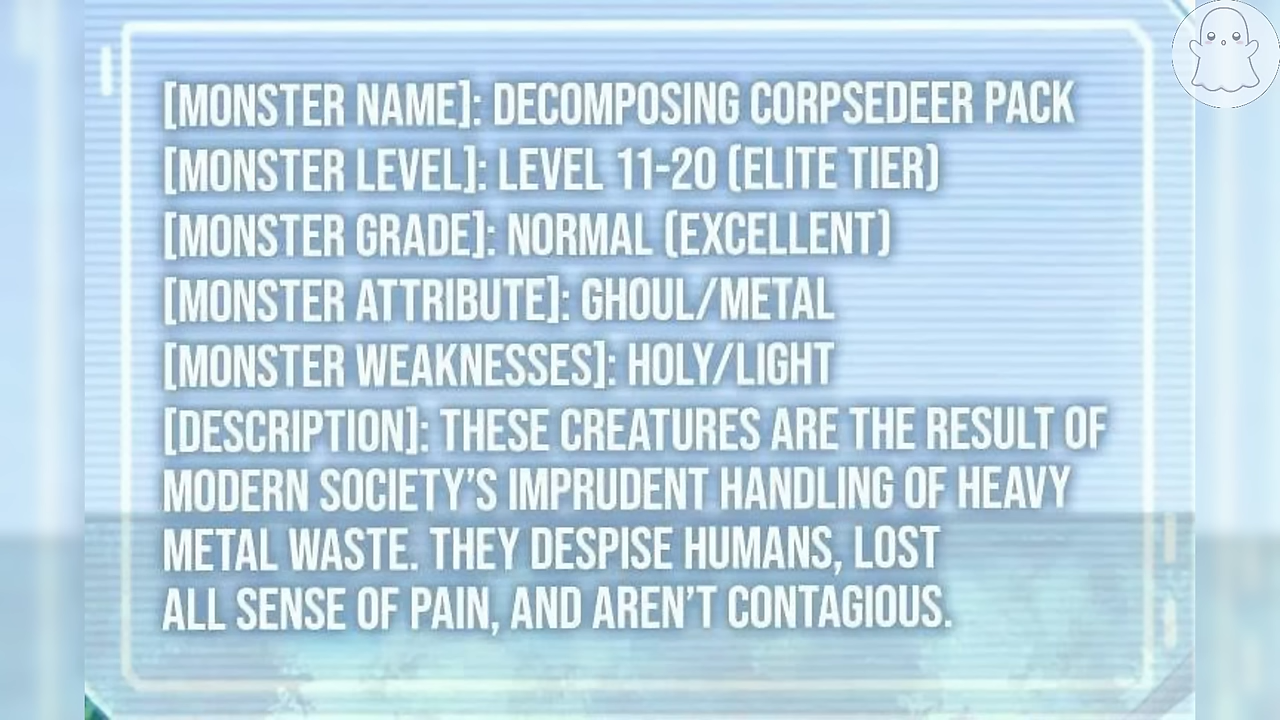 [MONSTER NAME]: DECOMPOSING CORPSEDEER PACK
[MONSTER LEVEL]: LEVEL 11-20 (ELITE TIER)
[MONSTER GRADE]: NORMAL (EXCELLENT)
[MONSTER ATTRIBUTE]: GHOUL/METAL
[MONSTER WEAKNESSES]: HOLY/LIGHT
[DESCRIPTION]: THESE CREATURES ARE THE RESULT OF
MODERN SOCIETY'S IMPRUDENT HANDLING OF HEAVY
METAL WASTE. THEY DESPISE HUMANS, LOST
ALL SENSE OF PAIN, AND AREN'T CONTAGIOUS.